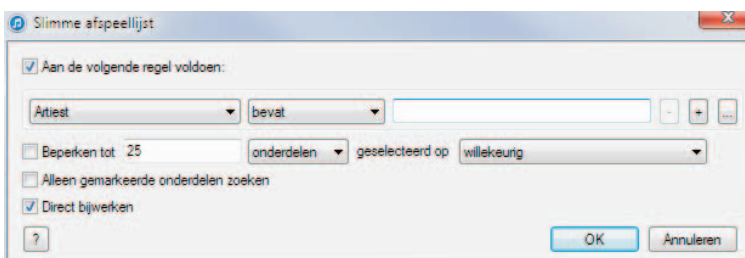 Slimme afspeellijst
Aan de volgende regel voldoen:
Artiest bevat - + ...
Beperken tot 25 onderdelen geselecteerd op willekeurig
Alleen gemarkeerde onderdelen zoeken
Direct bijwerken
? OK Annuleren